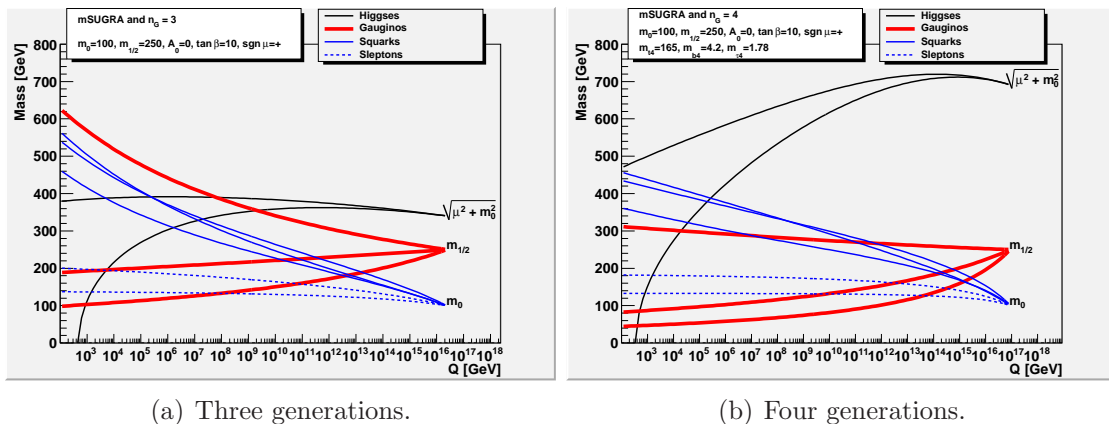 mSUGRA and n_G = 3
m_0=100, m_1/2=250, A_0=0, tan β=10, sgn μ=+
Higgses
Gauginos
Squarks
Sleptons
Mass [GeV]
800
700
600
500
400
300
200
100
0
√μ² + m_0²
m_1/2
m_0
10³ 10⁴ 10⁵ 10⁶ 10⁷ 10⁸ 10⁹ 10¹⁰ 10¹¹ 10¹² 10¹³ 10¹⁴ 10¹⁵ 10¹⁶ 10¹⁷ 10¹⁸
Q [GeV]
(a) Three generations.
mSUGRA and n_G = 4
m_0=100, m_1/2=250, A_0=0, tan β=10, sgn μ=+
m_t4=165, m_b4=4.2, m_τ4=1.78
Higgses
Gauginos
Squarks
Sleptons
Mass [GeV]
800
700
600
500
400
300
200
100
0
√μ² + m_0²
m_1/2
m_0
10³ 10⁴ 10⁵ 10⁶ 10⁷ 10⁸ 10⁹ 10¹⁰ 10¹¹ 10¹² 10¹³ 10¹⁴ 10¹⁵ 10¹⁶ 10¹⁷ 10¹⁸
Q [GeV]
(b) Four generations.